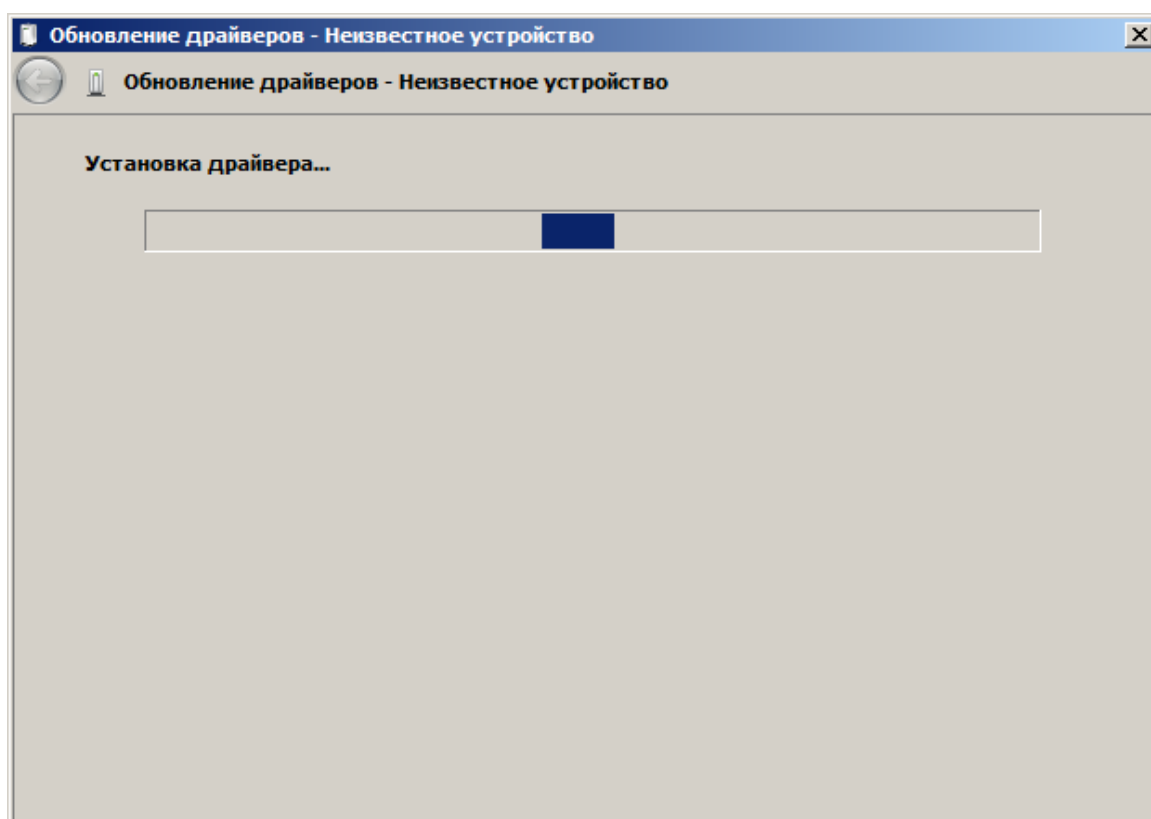 Обновление драйверов - Неизвестное устройство
Обновление драйверов - Неизвестное устройство
Установка драйвера...